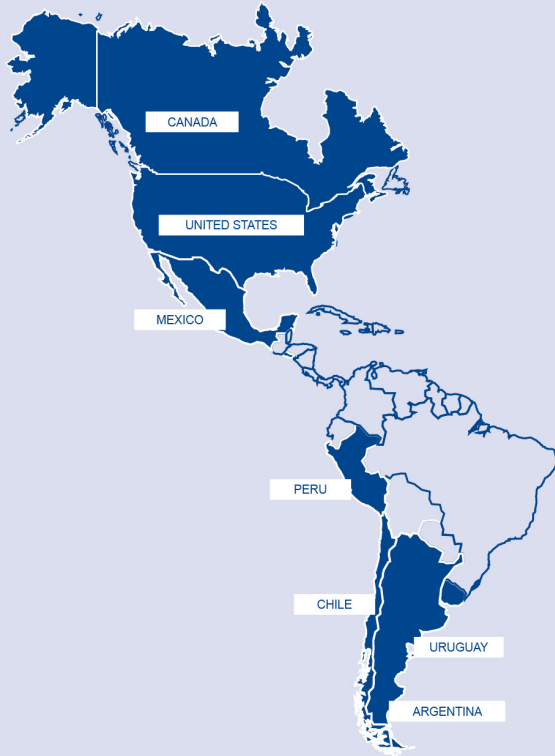 CANADA
UNITED STATES
MEXICO
PERU
CHILE
URUGUAY
ARGENTINA